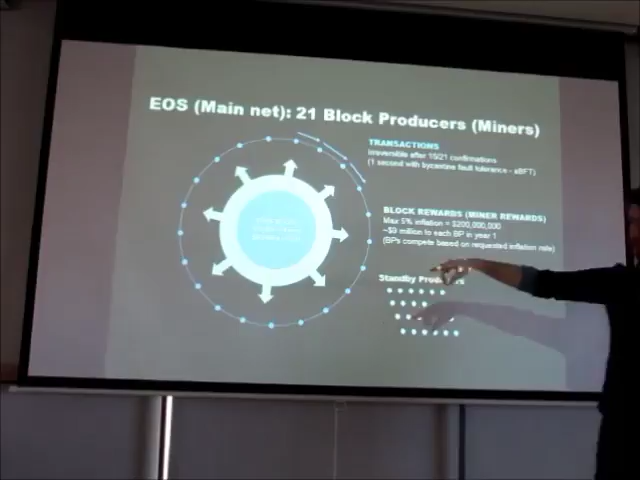 EOS (Main net): 21 Block Producers (Miners)
TRANSACTIONS
Irreversible after 15/21 confirmations
(1 second with byzantine fault tolerance - aBFT)
BLOCK REWARDS (MINER REWARDS)
Max 5% inflation = $200,000,000
~$9 million to each BP in year 1
(BPs compete based on requested inflation rate)
Standby